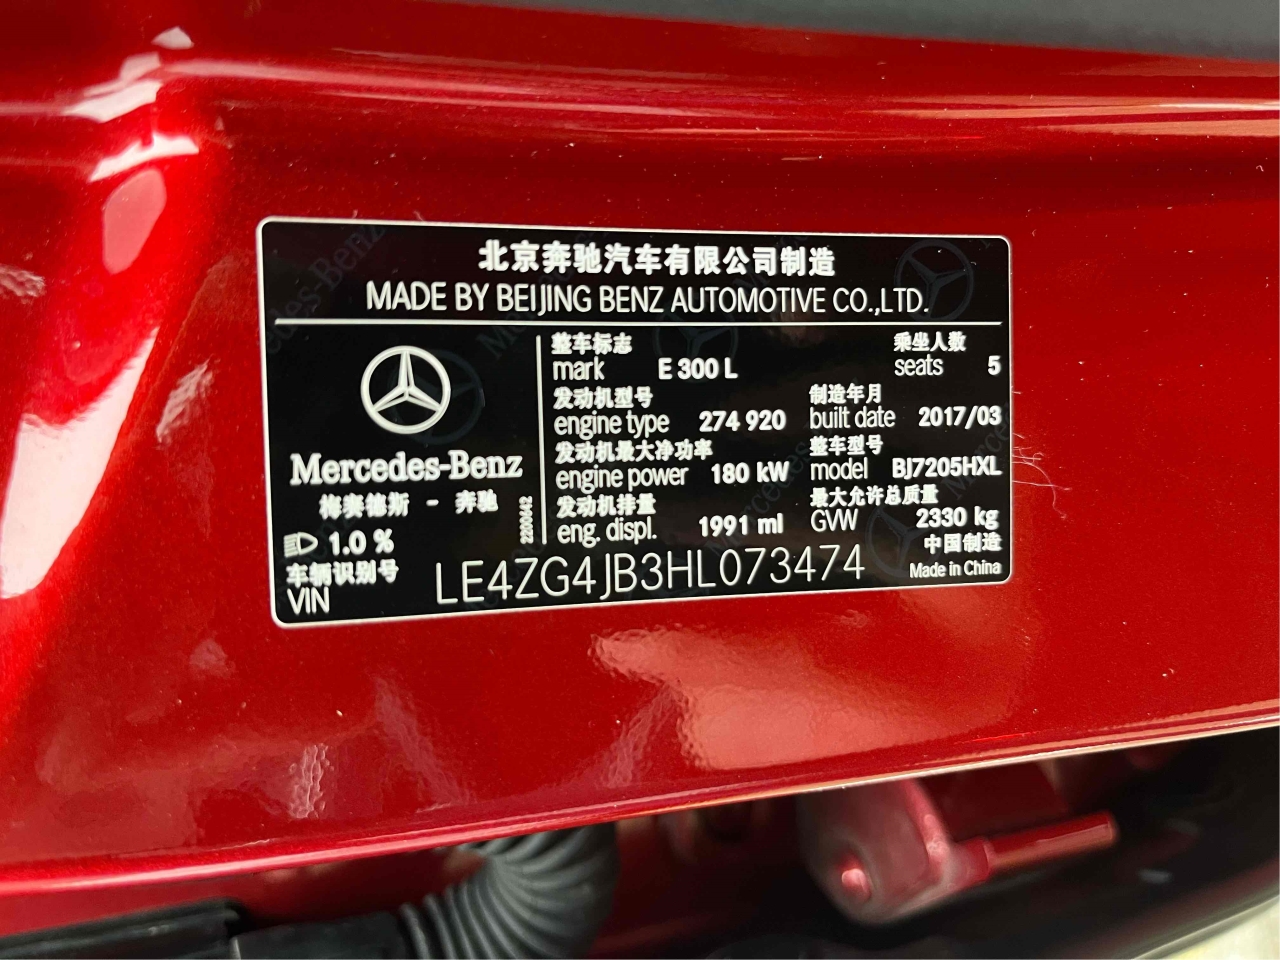 北京奔驰汽车有限公司制造
MADE BY BEIJING BENZ AUTOMOTIVE CO.,LTD.
Mercedes-Benz
梅赛德斯 - 奔驰
2200642
1.0 %
整车标志
mark E 300 L
乘坐人数
seats 5
发动机型号
engine type 274 920
制造年月
built date 2017/03
发动机最大净功率
engine power 180 kW
整车型号
model BJ7205HXL
发动机排量
eng. displ. 1991 ml
最大允许总质量
GVW 2330 kg
车辆识别号
VIN LE4ZG4JB3HL073474
中国制造
Made in China